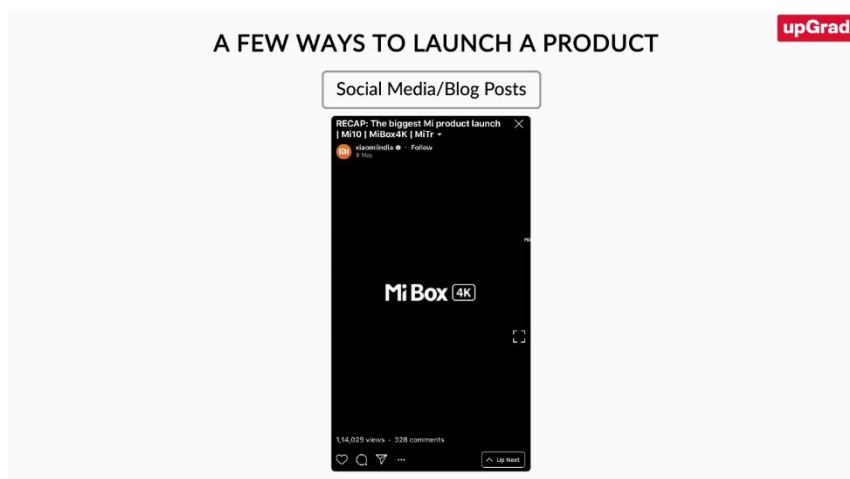 upGrad
A FEW WAYS TO LAUNCH A PRODUCT
Social Media/Blog Posts
RECAP: The biggest Mi product launch
| Mi10 | MiBox4K | MiTr
xiaomiindia · Follow
9 May
Mi
Mi Box 4K
1,14,029 views · 328 comments
Up Next